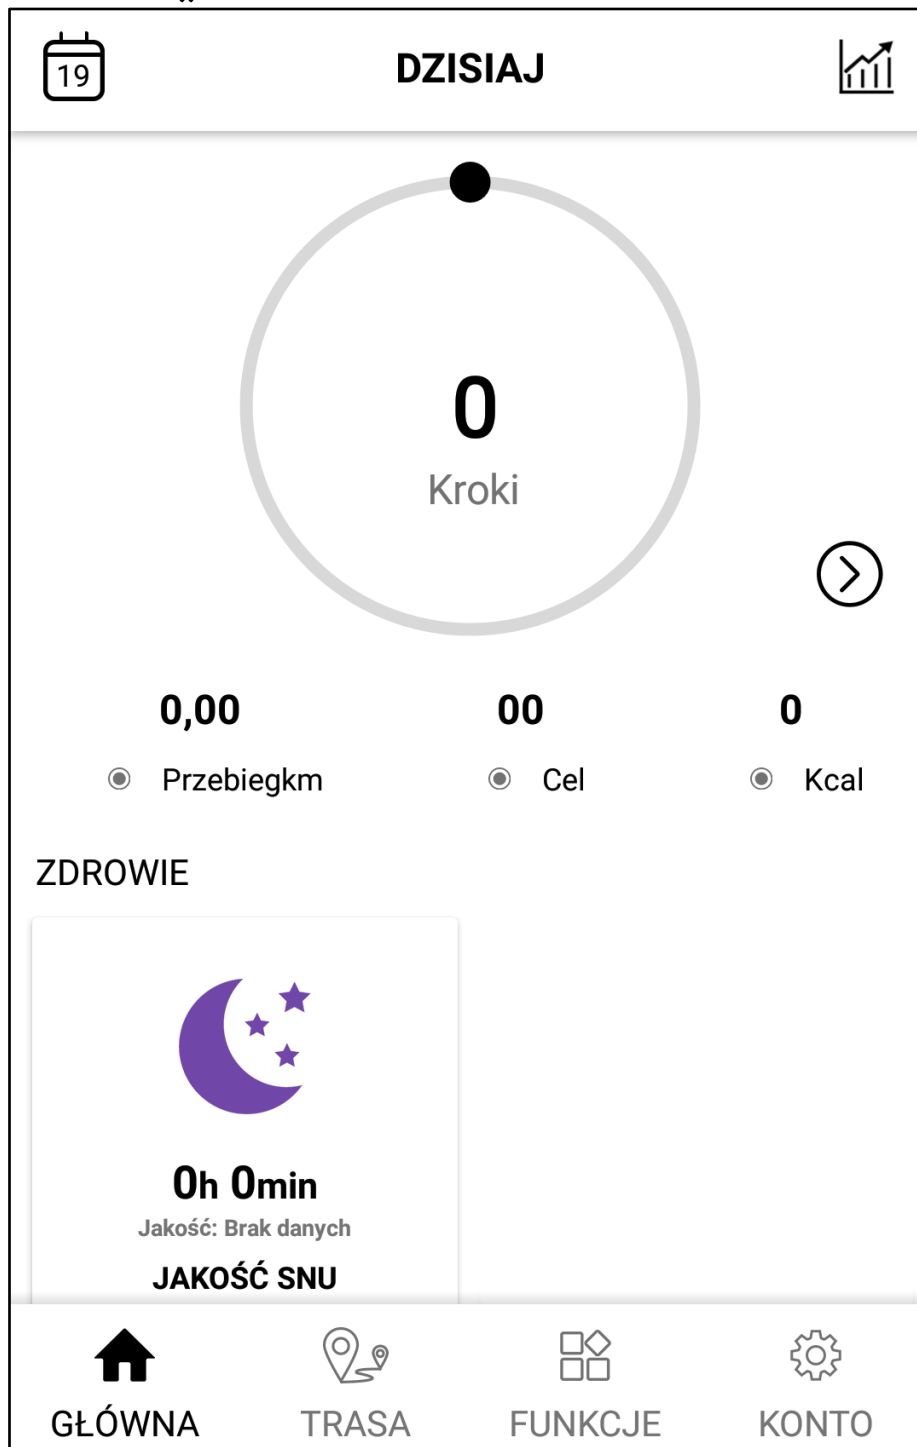 19
DZISIAJ
0
Kroki
0,00 00 0
Przebiegkm Cel Kcal
ZDROWIE
0h 0min
Jakość: Brak danych
JAKOŚĆ SNU
GŁÓWNA TRASA FUNKCJE KONTO